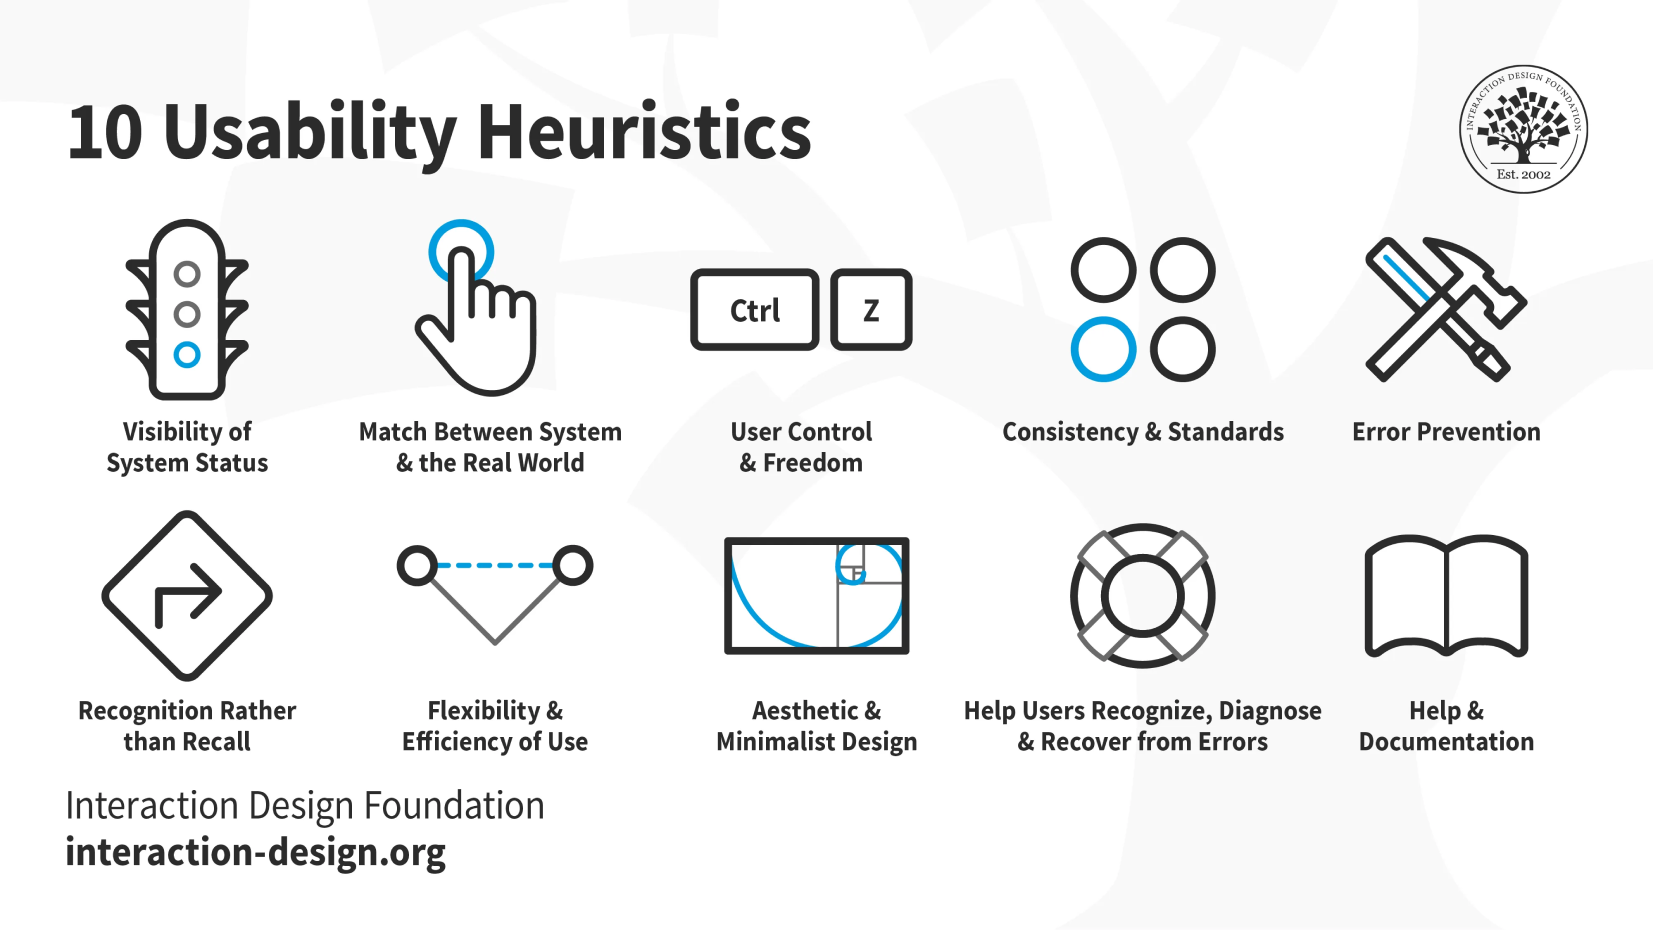 10 Usability Heuristics
INTERACTION DESIGN FOUNDATION
Est. 2002
Ctrl
Z
Visibility of
System Status
Match Between System
& the Real World
User Control
& Freedom
Consistency & Standards
Error Prevention
Recognition Rather
than Recall
Flexibility &
Efficiency of Use
Aesthetic &
Minimalist Design
Help Users Recognize, Diagnose
& Recover from Errors
Help &
Documentation
Interaction Design Foundation
interaction-design.org